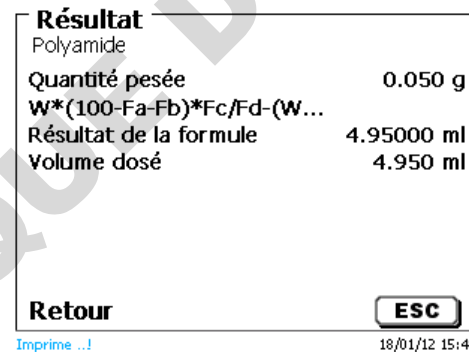 Résultat
Polyamide
Quantité pesée 0.050 g
W*(100-Fa-Fb)*Fc/Fd-(W...
Résultat de la formule 4.95000 ml
Volume dosé 4.950 ml
Retour ESC
Imprime ..! 18/01/12 15:4